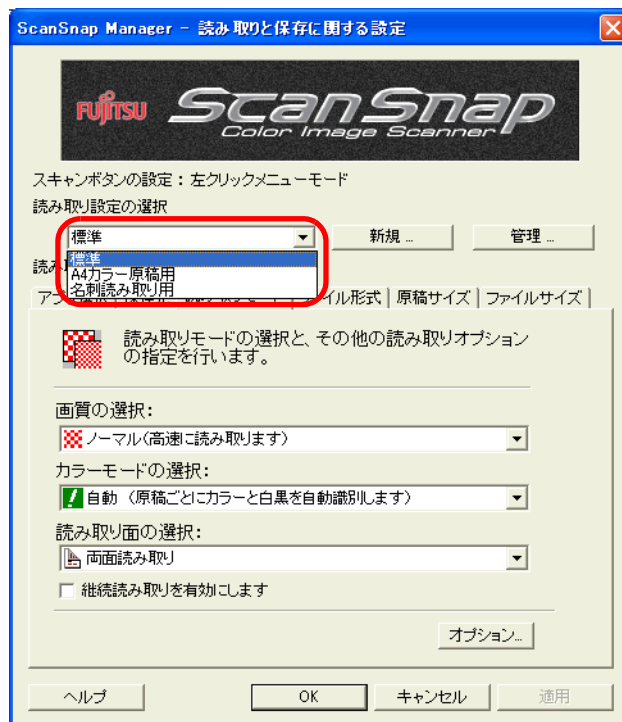 ScanSnap Manager - 読み取りと保存に関する設定
FUJITSU ScanSnap
Color Image Scanner
スキャンボタンの設定：左クリックメニューモード
読み取り設定の選択
標準 新規 ... 管理 ...
標準
A4カラー原稿用
名刺読み取り用
イル形式 原稿サイズ ファイルサイズ
読み取りモードの選択と、その他の読み取りオプション
の指定を行います。
画質の選択：
ノーマル(高速に読み取ります)
カラーモードの選択：
自動 (原稿ごとにカラーと白黒を自動識別します)
読み取り面の選択：
両面読み取り
継続読み取りを有効にします
オプション...
ヘルプ OK キャンセル 適用